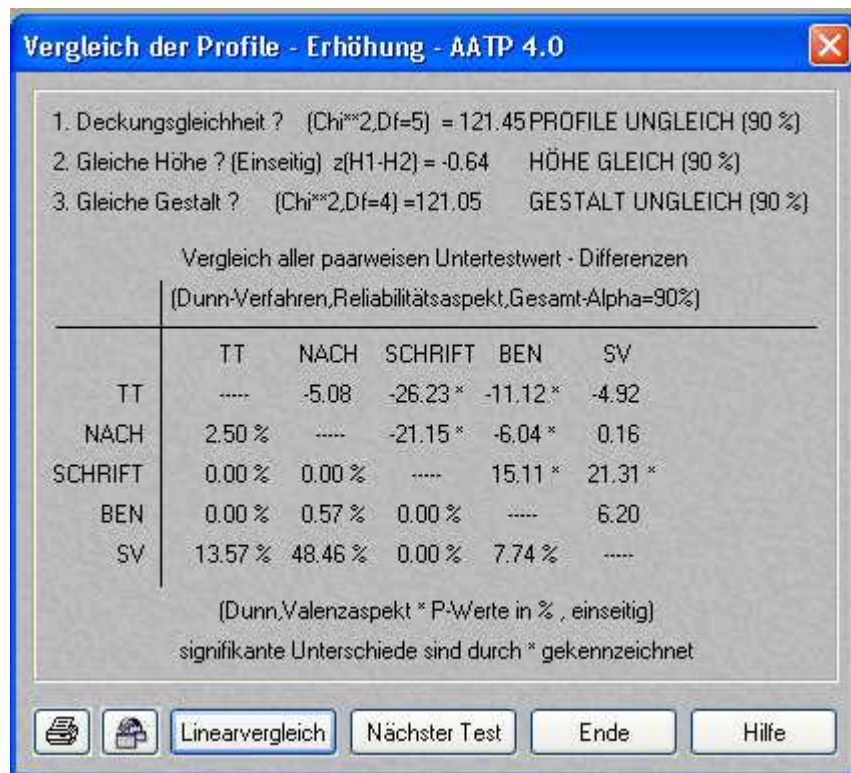 Vergleich der Profile - Erhöhung - AATP 4.0
1. Deckungsgleichheit ? (Chi**2,Df=5) = 121.45 PROFILE UNGLEICH (90 %)
2. Gleiche Höhe ? (Einseitig) z(H1-H2) = -0.64 HÖHE GLEICH (90 %)
3. Gleiche Gestalt ? (Chi**2,Df=4) =121.05 GESTALT UNGLEICH (90 %)
Vergleich aller paarweisen Untertestwert - Differenzen
(Dunn-Verfahren,Reliabilitätsaspekt,Gesamt-Alpha=90%)
TT NACH SCHRIFT BEN SV
TT ----- -5.08 -26.23 * -11.12 * -4.92
NACH 2.50 % ----- -21.15 * -6.04 * 0.16
SCHRIFT 0.00 % 0.00 % ----- 15.11 * 21.31 *
BEN 0.00 % 0.57 % 0.00 % ----- 6.20
SV 13.57 % 48.46 % 0.00 % 7.74 % -----
(Dunn,Valenzaspekt * P-Werte in % , einseitig)
signifikante Unterschiede sind durch * gekennzeichnet
Linearvergleich Nächster Test Ende Hilfe